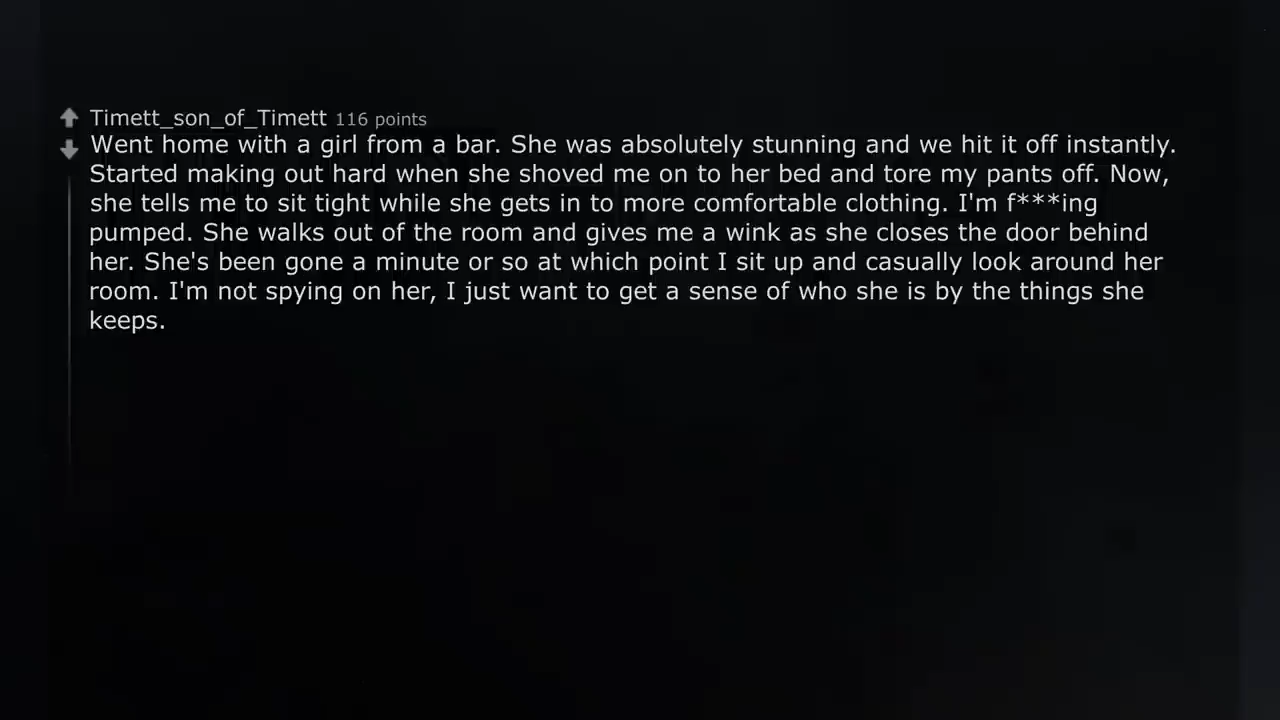 Timett_son_of_Timett 116 points
Went home with a girl from a bar. She was absolutely stunning and we hit it off instantly.
Started making out hard when she shoved me on to her bed and tore my pants off. Now,
she tells me to sit tight while she gets in to more comfortable clothing. I'm f***ing
pumped. She walks out of the room and gives me a wink as she closes the door behind
her. She's been gone a minute or so at which point I sit up and casually look around her
room. I'm not spying on her, I just want to get a sense of who she is by the things she
keeps.